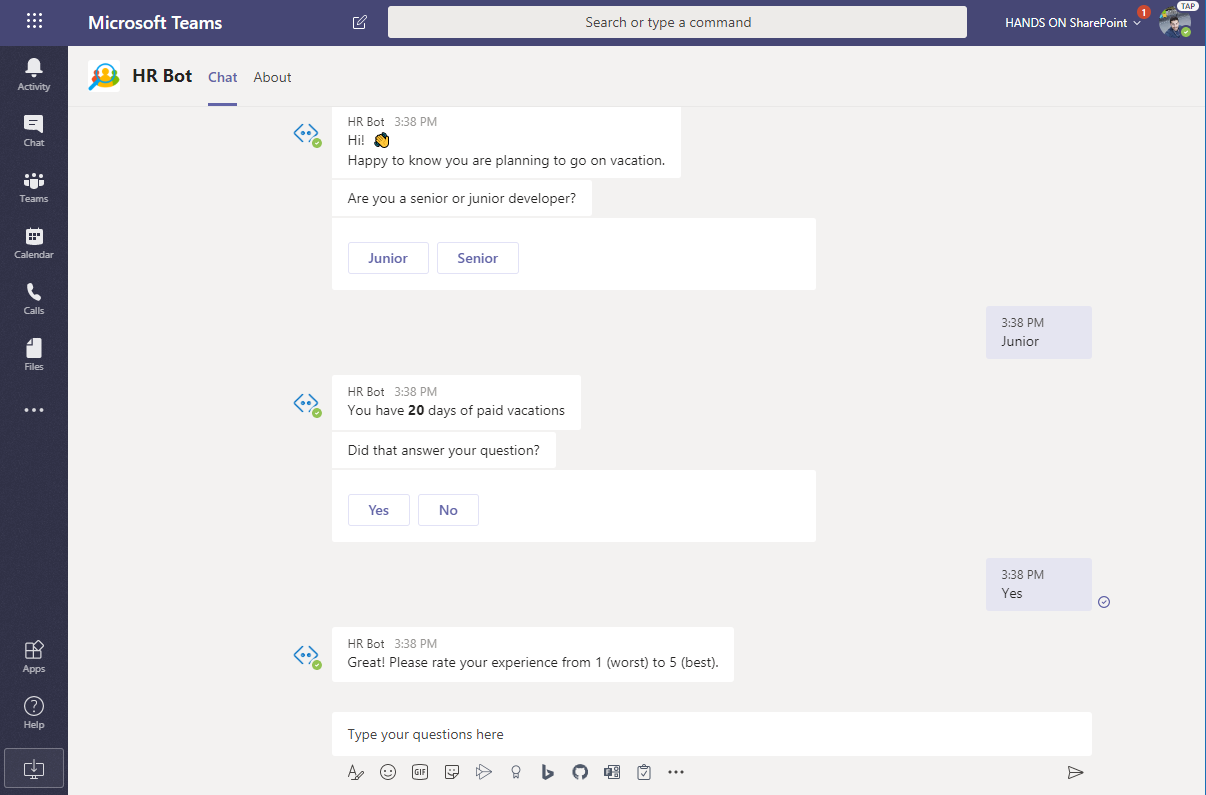 Microsoft Teams
Search or type a command
HANDS ON SharePoint
1
TAP
Activity
Chat
Teams
Calendar
Calls
Files
Apps
Help
HR Bot
Chat
About
HR Bot 3:38 PM
Hi! 👏
Happy to know you are planning to go on vacation.
Are you a senior or junior developer?
Junior
Senior
3:38 PM
Junior
HR Bot 3:38 PM
You have 20 days of paid vacations
Did that answer your question?
Yes
No
3:38 PM
Yes
HR Bot 3:38 PM
Great! Please rate your experience from 1 (worst) to 5 (best).
Type your questions here
GIF